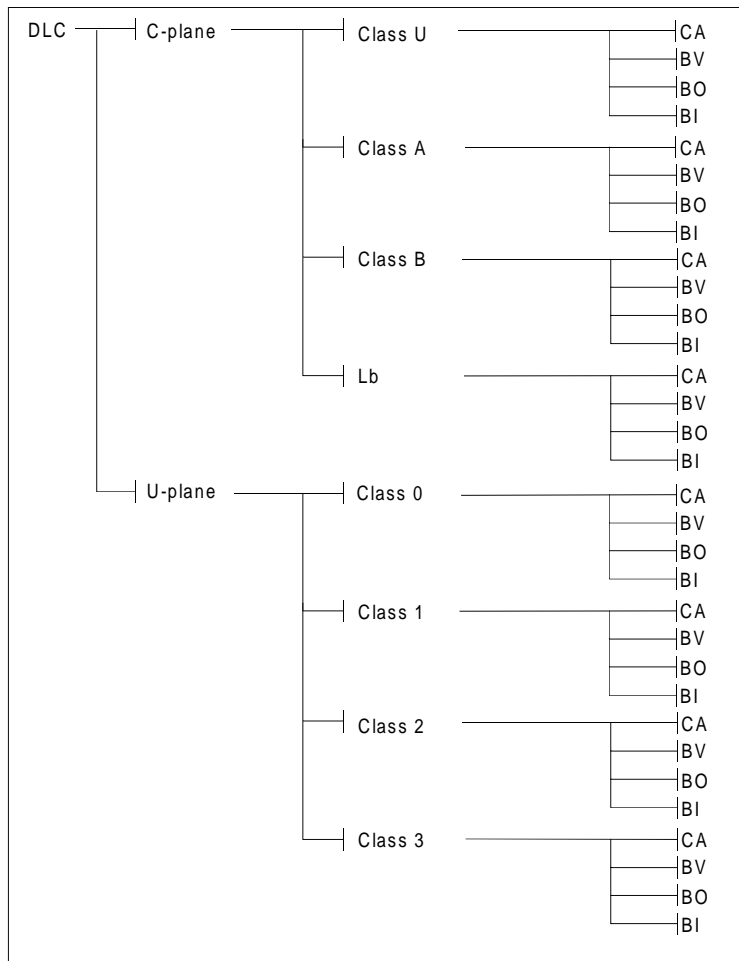 DLC C-plane Class U CA
BV
BO
BI
Class A CA
BV
BO
BI
Class B CA
BV
BO
BI
Lb CA
BV
BO
BI
U-plane Class 0 CA
BV
BO
BI
Class 1 CA
BV
BO
BI
Class 2 CA
BV
BO
BI
Class 3 CA
BV
BO
BI